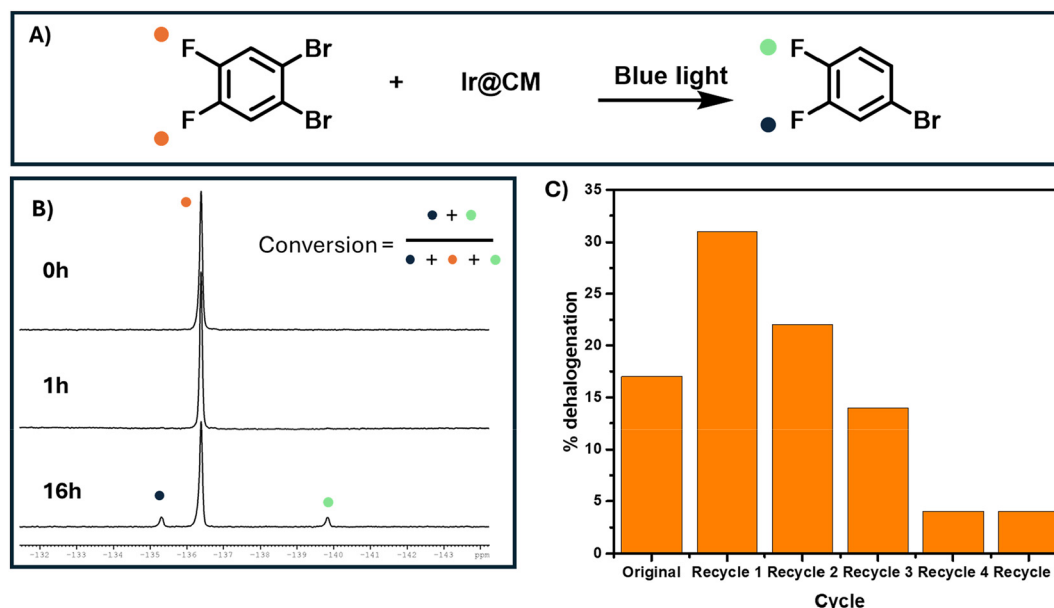 A)
F
Br
F
Br
+
Ir@CM
Blue light
F
F
Br
B)
0h
1h
16h
Conversion =
+
+ +
-132 -133 -134 -135 -136 -137 -138 -139 -140 -141 -142 -143 ppm
C)
% dehalogenation
35
30
25
20
15
10
5
0
Original Recycle 1 Recycle 2 Recycle 3 Recycle 4 Recycle
Cycle